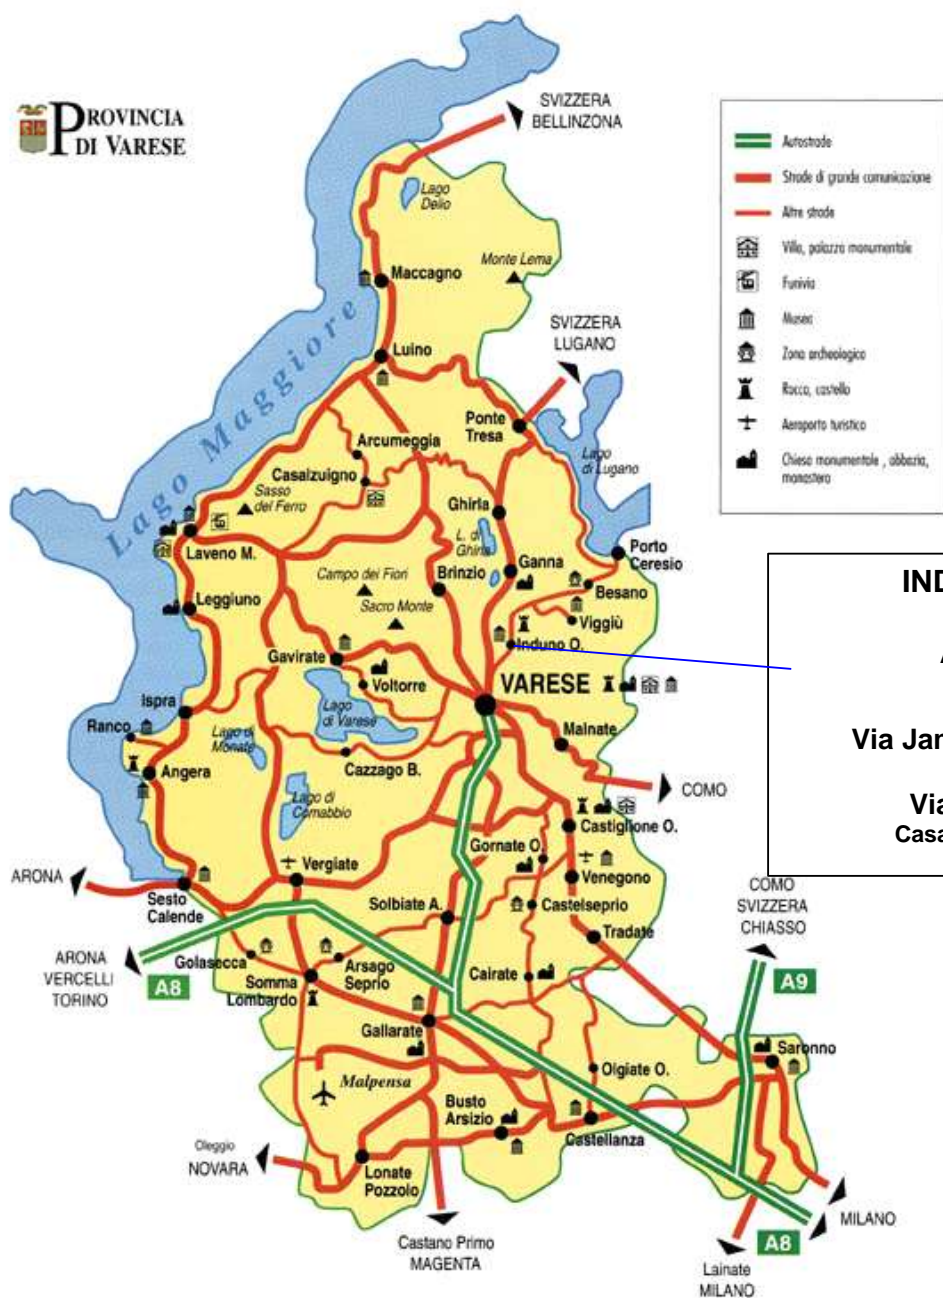 PROVINCIA
DI VARESE
SVIZZERA
BELLINZONA
Autostrade
Strade di grande comunicazione
Altre strade
Villa, palazzo monumentale
Funivia
Museo
Zona archeologica
Rocca, castello
Aeroporto turistico
Chiesa monumentale , abbazia,
monastero
Lago
Delio
Monte Lema
Maccagno
SVIZZERA
LUGANO
Luino
Lago Maggiore
Ponte
Tresa
Arcumeggia
Lago
di Lugano
Casalzuigno
Sasso
del Ferro
Ghirla
L. di
Ghirla
Laveno M.
Porto
Ceresio
Campo dei Fiori
Brinzio
Ganna
Besano
Leggiuno
Sacro Monte
Viggiù
Induno O.
Gavirate
Voltorre
VARESE
Ispra
Lago
di Varese
Ranco
Lago di
Monate
Malnate
Cazzago B.
Angera
COMO
Lago di
Comabbio
Castiglione O.
Gornate O.
ARONA
Vergiate
Venegono
Sesto
Calende
Solbiate A.
Castelseprio
Tradate
COMO
SVIZZERA
CHIASSO
ARONA
VERCELLI
TORINO
A8
Golasecca
Somma
Lombardo
Arsago
Seprio
Cairate
A9
Gallarate
Saronno
Olgiate O.
Malpensa
Busto
Arsizio
Castellanza
Oleggio
NOVARA
Lonate
Pozzolo
MILANO
Castano Primo
MAGENTA
A8
Lainate
MILANO
IND
Via Jan
Via
Casa